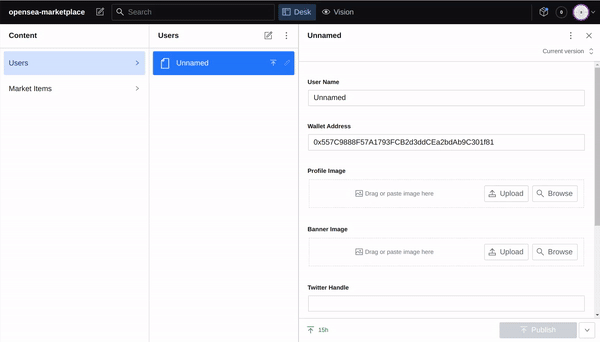 opensea-marketplace
Search
Desk
Vision
0
Content
Users
Market Items
Users
Unnamed
Unnamed
Current version
User Name
Unnamed
Wallet Address
0x557C9888F57A1793FCB2d3ddCEa2bdAb9C301f81
Profile Image
Drag or paste image here
Upload
Browse
Banner Image
Drag or paste image here
Upload
Browse
Twitter Handle
15h
Publish